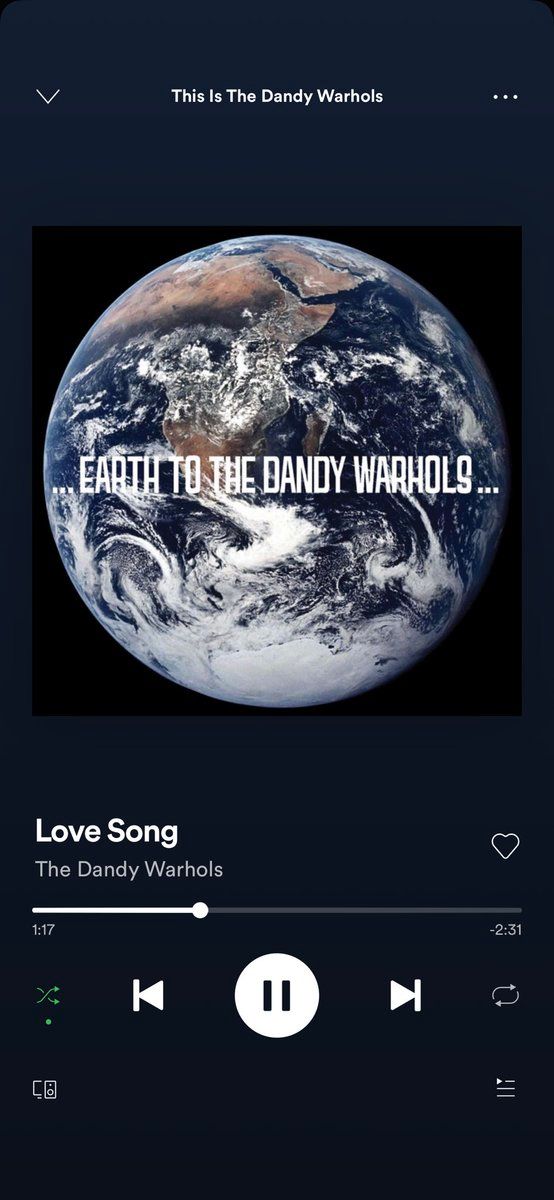 This Is The Dandy Warhols
... EARTH TO THE DANDY WARHOLS ...
Love Song
The Dandy Warhols
1:17
-2:31